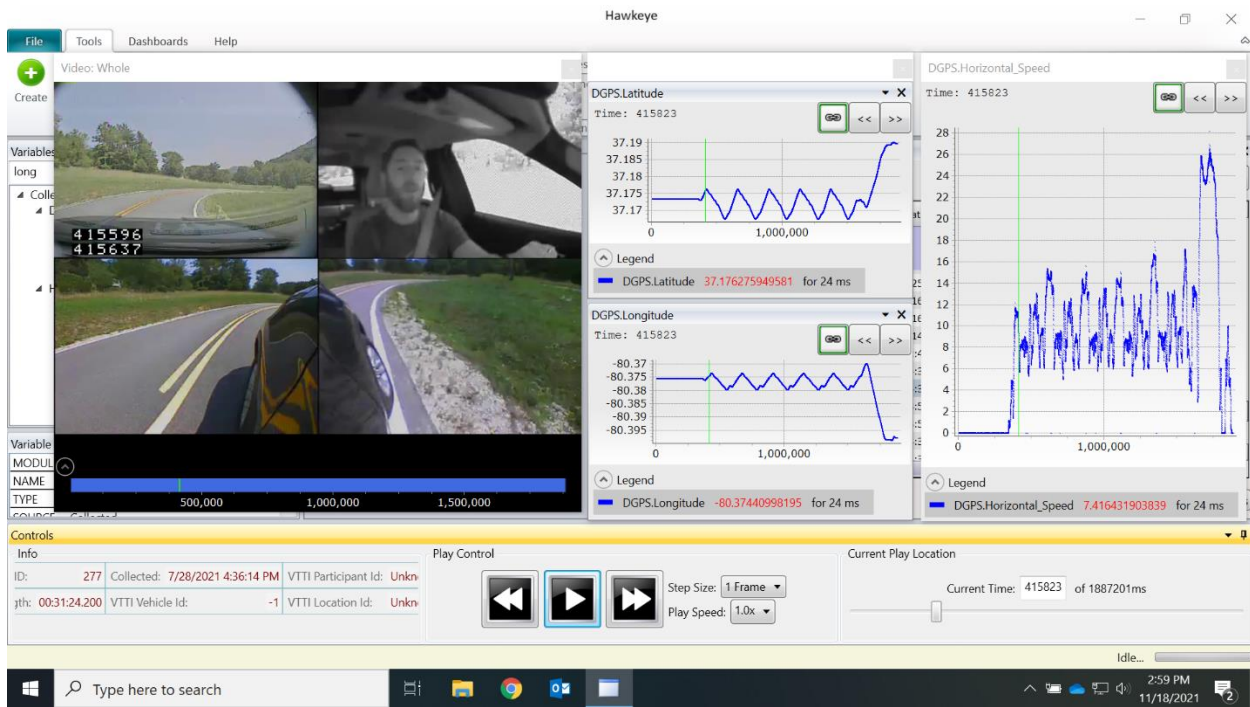 Hawkeye
File Tools Dashboards Help
Create
Video: Whole
415596
415637
500,000 1,000,000 1,500,000
Variables
long
Colle
Variable
MODUL
NAME
TYPE
DGPS.Latitude
Time: 415823
<< >>
37.19
37.185
37.18
37.175
37.17
0 1,000,000
Legend
DGPS.Latitude 37.176275949581 for 24 ms
DGPS.Longitude
Time: 415823
<< >>
-80.37
-80.375
-80.38
-80.385
-80.39
-80.395
0 1,000,000
Legend
DGPS.Longitude -80.37440998195 for 24 ms
DGPS.Horizontal_Speed
Time: 415823
<< >>
28
26
24
22
20
18
16
14
12
10
8
6
4
2
0
0 1,000,000
Legend
DGPS.Horizontal_Speed 7.416431903839 for 24 ms
Controls
Info
ID: 277 Collected: 7/28/2021 4:36:14 PM VTTI Participant Id: Unkn
gth: 00:31:24.200 VTTI Vehicle Id: -1 VTTI Location Id: Unkn
Play Control
Step Size: 1 Frame
Play Speed: 1.0x
Current Play Location
Current Time: 415823 of 1887201ms
Idle...
Type here to search
2:59 PM
11/18/2021
2